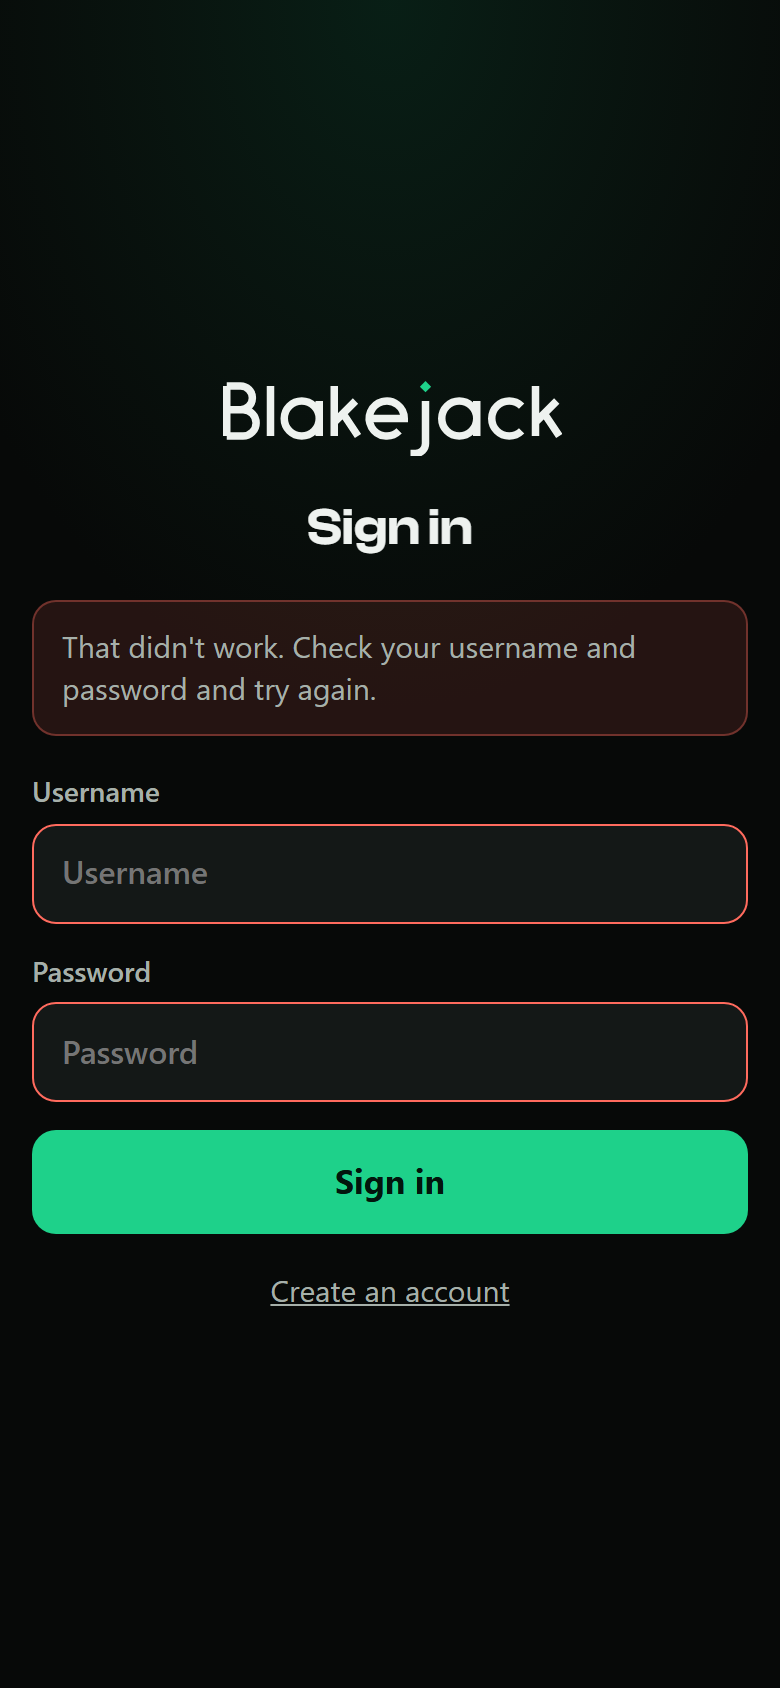 Blakejack
Sign in
That didn't work. Check your username and
password and try again.
Username
Username
Password
Password
Sign in
Create an account